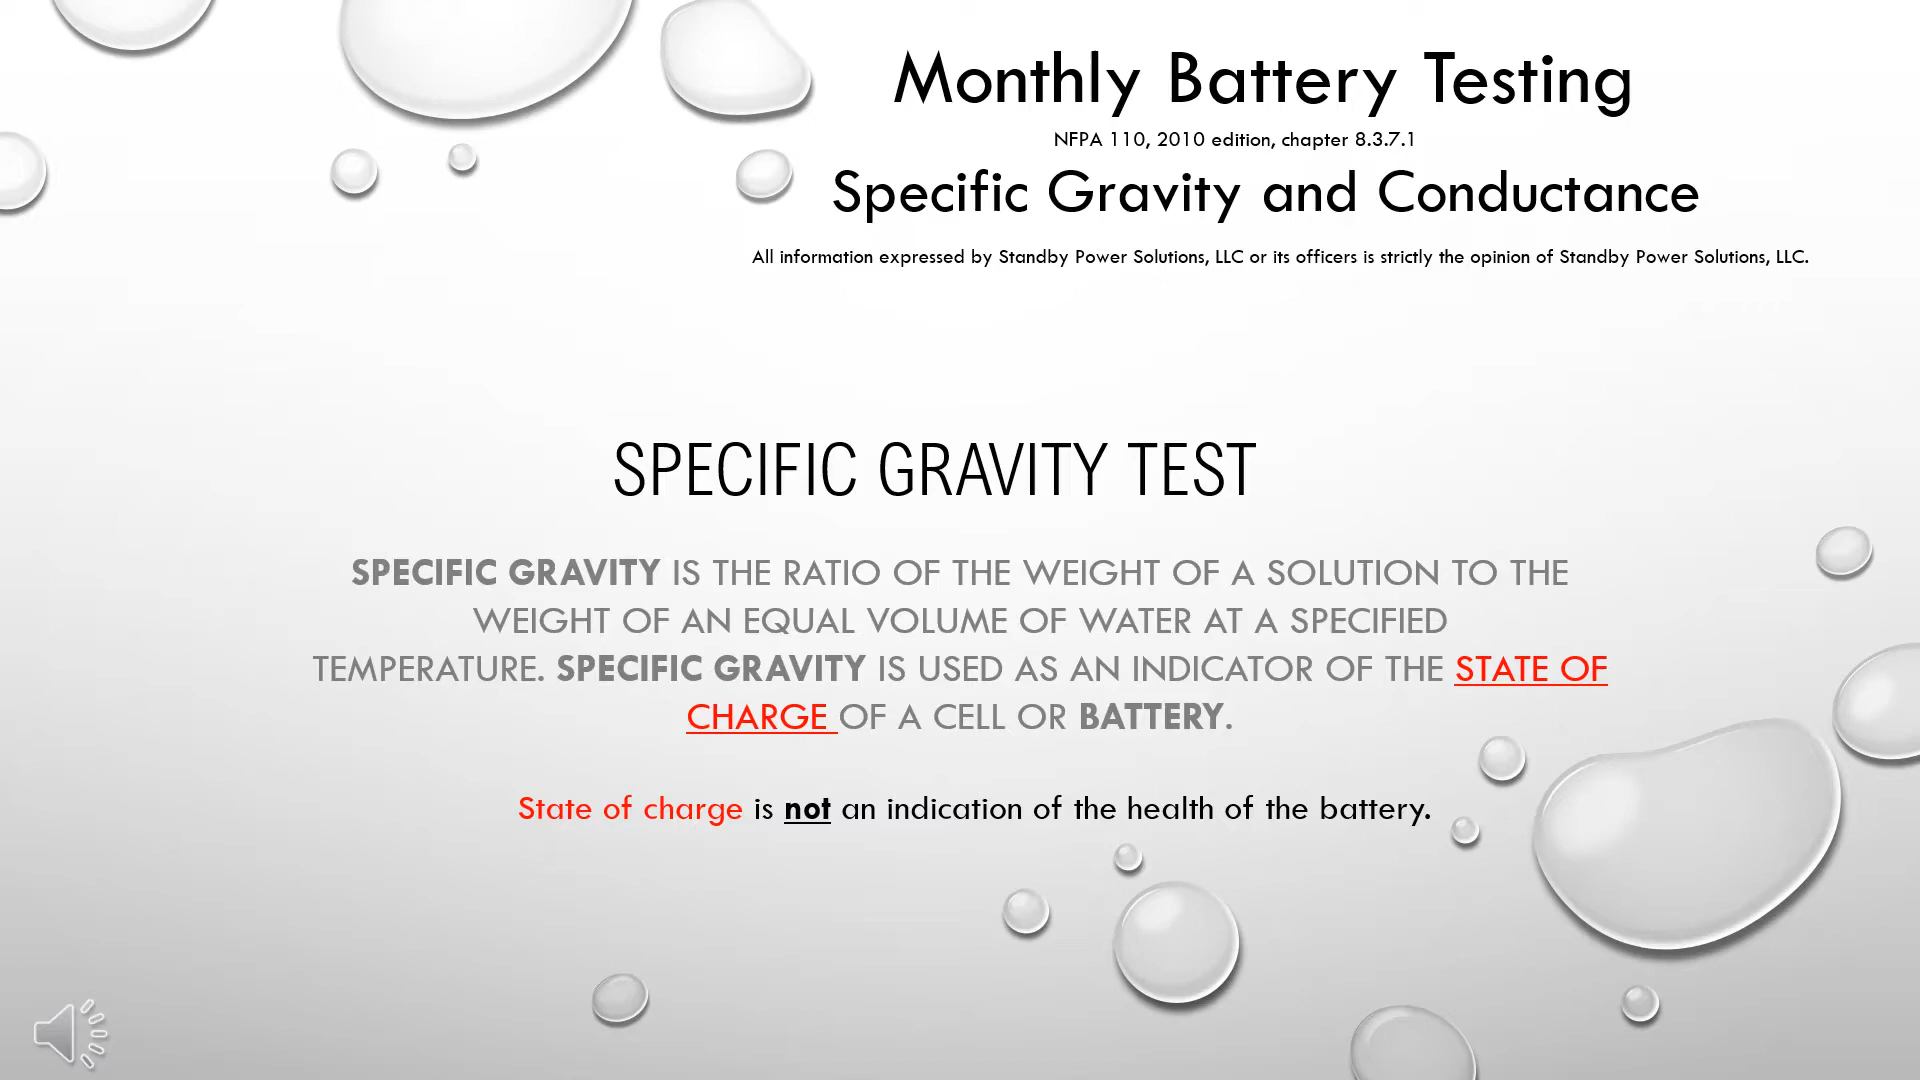 Monthly Battery Testing
NFPA 110, 2010 edition, chapter 8.3.7.1
Specific Gravity and Conductance
All information expressed by Standby Power Solutions, LLC or its officers is strictly the opinion of Standby Power Solutions, LLC.
SPECIFIC GRAVITY TEST
SPECIFIC GRAVITY IS THE RATIO OF THE WEIGHT OF A SOLUTION TO THE
WEIGHT OF AN EQUAL VOLUME OF WATER AT A SPECIFIED
TEMPERATURE. SPECIFIC GRAVITY IS USED AS AN INDICATOR OF THE STATE OF
CHARGE OF A CELL OR BATTERY.
State of charge is not an indication of the health of the battery.